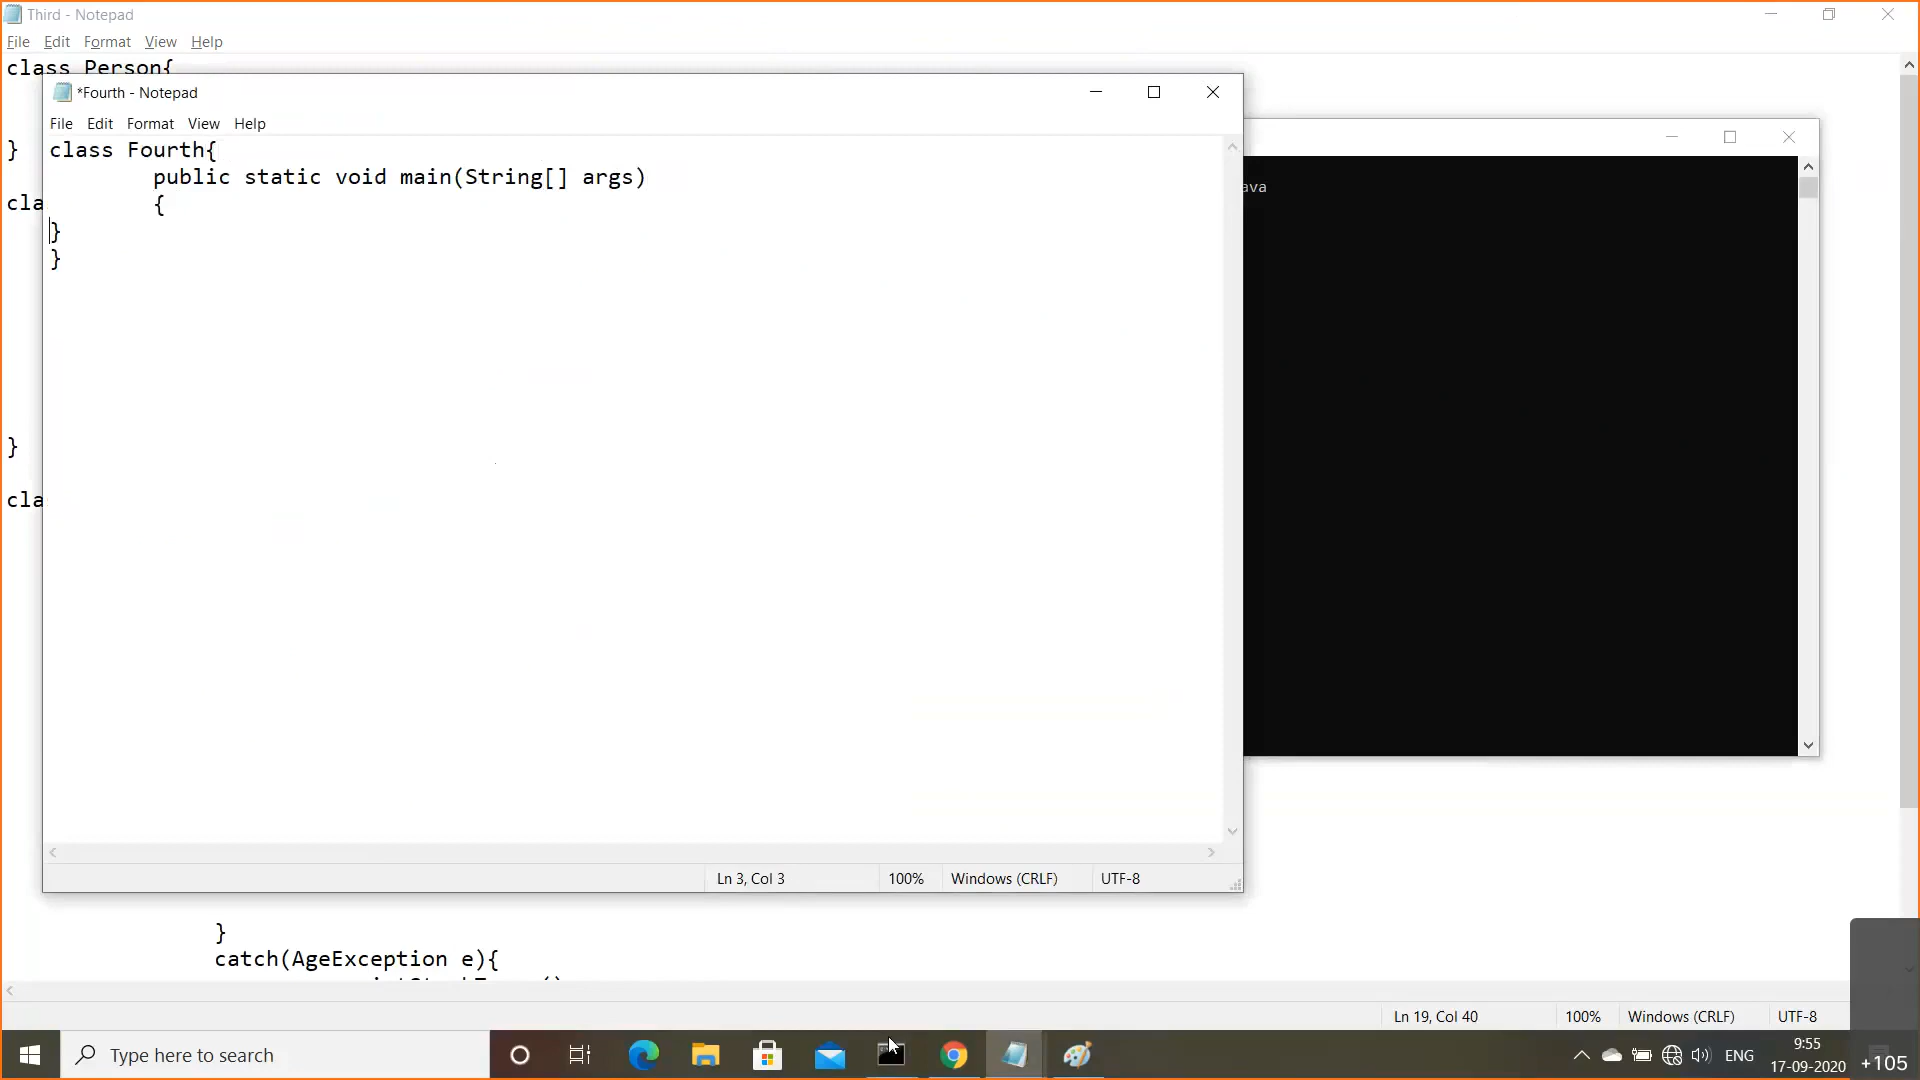 Third - Notepad
File Edit Format View Help
class Person{
*Fourth - Notepad
File Edit Format View Help
} class Fourth{
public static void main(String[] args)
cla {
}
}
ava
}
cla
Ln 3, Col 3 100% Windows (CRLF) UTF-8
}
catch(AgeException e){
Ln 19, Col 40 100% Windows (CRLF) UTF-8
Type here to search
ENG
9:55
17-09-2020
+105